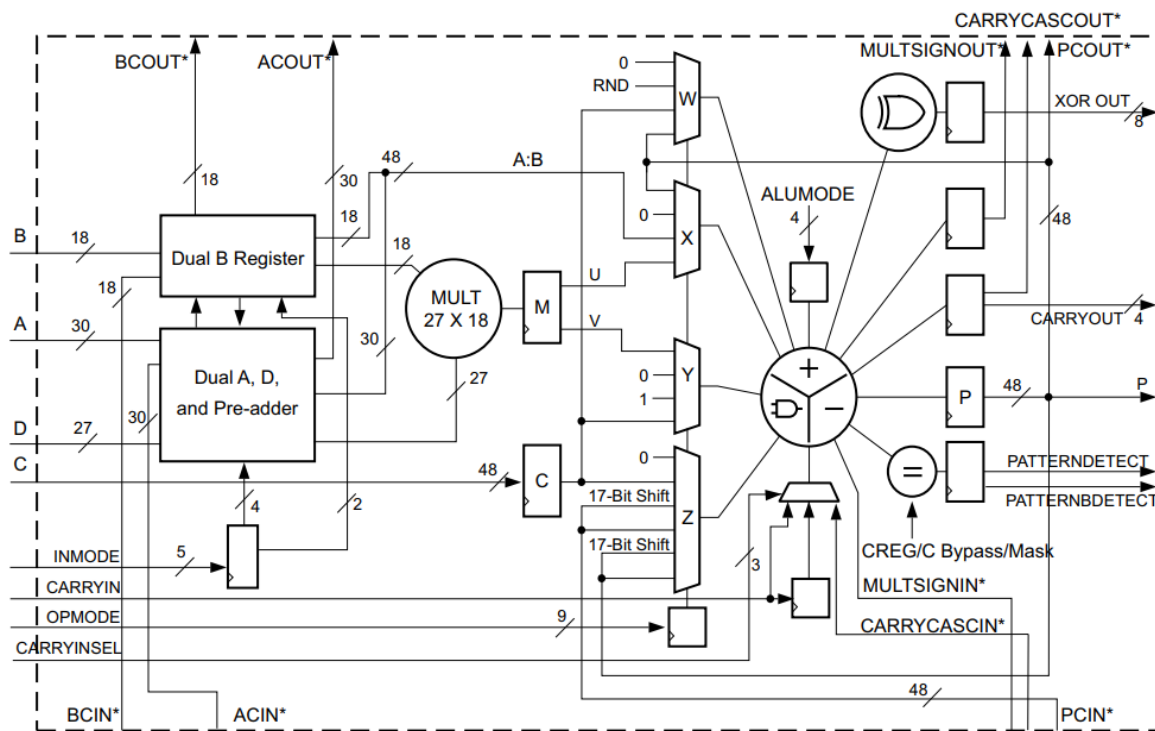 CARRYCASCOUT*
BCOUT*
ACOUT*
MULTSIGNOUT*
PCOUT*
0
RND
W
XOR OUT
8
48
A:B
18
30
ALUMODE
4
48
B
18
18
18
0
X
Dual B Register
18
MULT
27 X 18
M
U
V
A
30
30
CARRYOUT
4
Dual A, D,
and Pre-adder
27
0
1
Y
+
−
P
48
P
30
D
27
C
48
C
0
17-Bit Shift
Z
17-Bit Shift
=
PATTERNDETECT
PATTERNBDETECT
4
2
3
CREG/C Bypass/Mask
INMODE
5
CARRYIN
MULTSIGNIN*
OPMODE
9
CARRYCASCIN*
CARRYINSEL
48
BCIN*
ACIN*
PCIN*